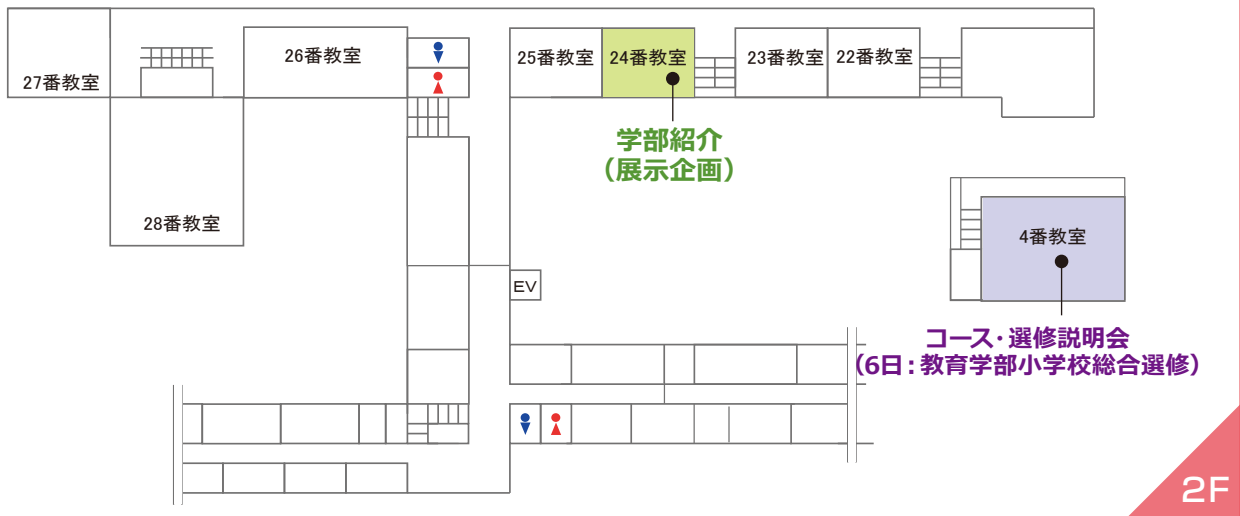 27番教室
26番教室
25番教室
24番教室
23番教室
22番教室
学部紹介
(展示企画)
28番教室
4番教室
EV
コース・選修説明会
(6日:教育学部小学校総合選修)
2F